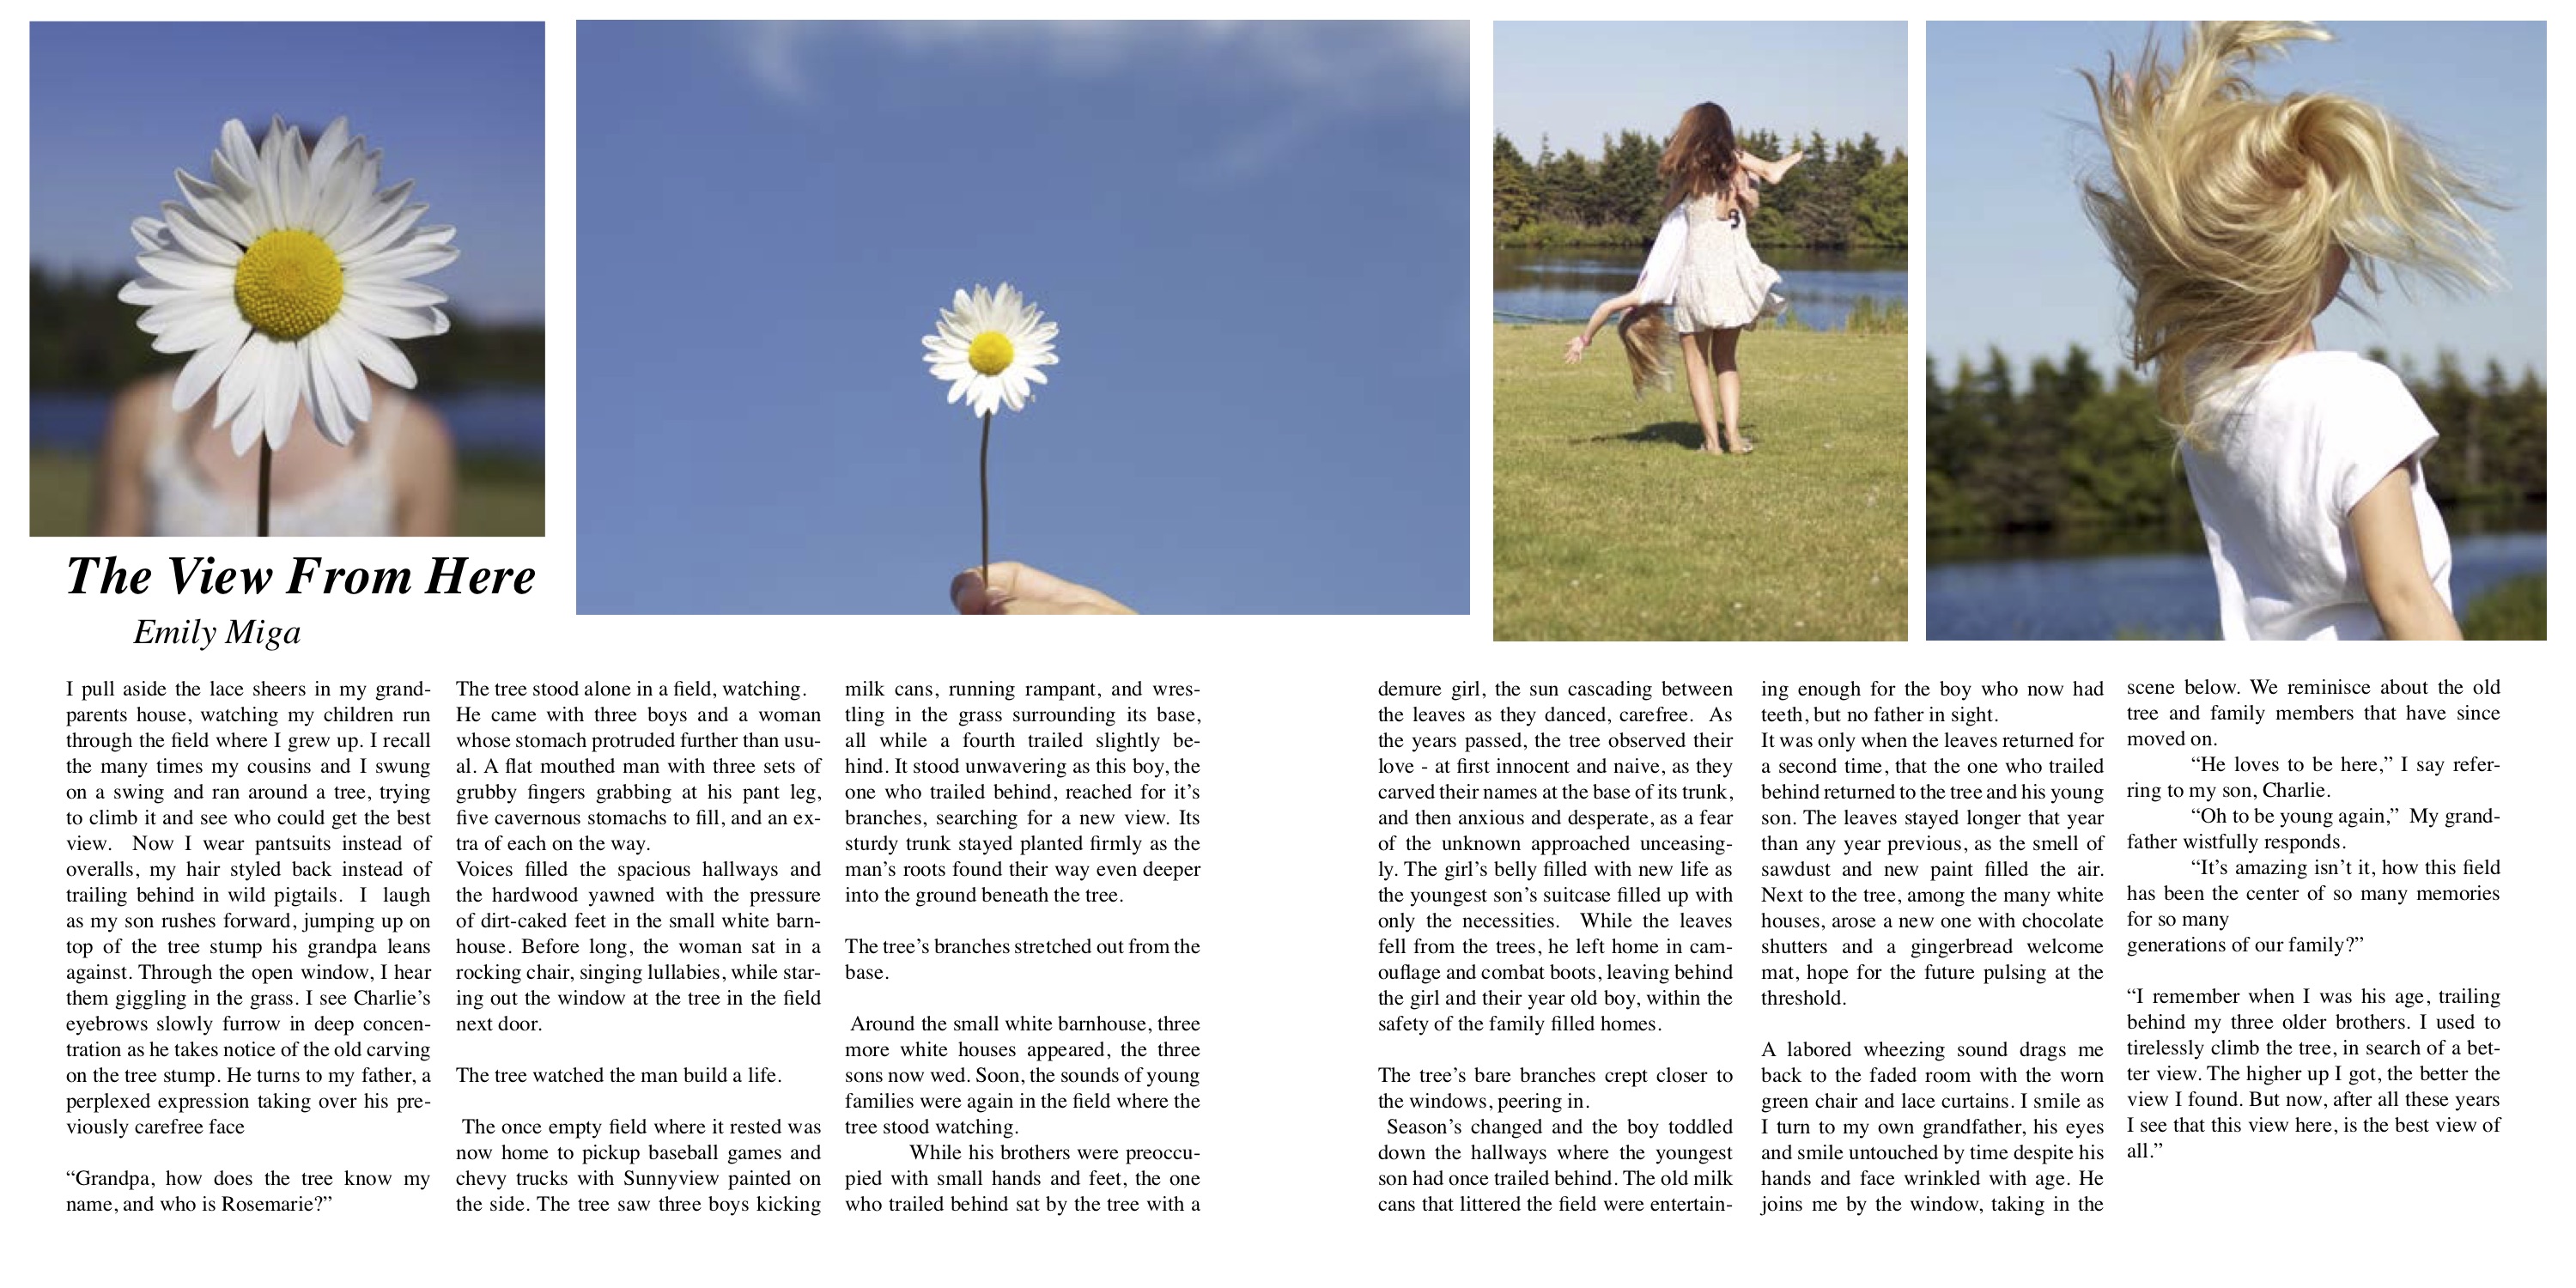 The View From Here
Emily Miga
I pull aside the lace sheers in my grand-
parents house, watching my children run
through the field where I grew up. I recall
the many times my cousins and I swung
on a swing and ran around a tree, trying
to climb it and see who could get the best
view. Now I wear pantsuits instead of
overalls, my hair styled back instead of
trailing behind in wild pigtails. I laugh
as my son rushes forward, jumping up on
top of the tree stump his grandpa leans
against. Through the open window, I hear
them giggling in the grass. I see Charlie’s
eyebrows slowly furrow in deep concen-
tration as he takes notice of the old carving
on the tree stump. He turns to my father, a
perplexed expression taking over his pre-
viously carefree face
“Grandpa, how does the tree know my
name, and who is Rosemarie?”
The tree stood alone in a field, watching.
He came with three boys and a woman
whose stomach protruded further than usu-
al. A flat mouthed man with three sets of
grubby fingers grabbing at his pant leg,
five cavernous stomachs to fill, and an ex-
tra of each on the way.
Voices filled the spacious hallways and
the hardwood yawned with the pressure
of dirt-caked feet in the small white barn-
house. Before long, the woman sat in a
rocking chair, singing lullabies, while star-
ing out the window at the tree in the field
next door.
The tree watched the man build a life.
The once empty field where it rested was
now home to pickup baseball games and
chevy trucks with Sunnyview painted on
the side. The tree saw three boys kicking
milk cans, running rampant, and wres-
tling in the grass surrounding its base,
all while a fourth trailed slightly be-
hind. It stood unwavering as this boy, the
one who trailed behind, reached for it’s
branches, searching for a new view. Its
sturdy trunk stayed planted firmly as the
man’s roots found their way even deeper
into the ground beneath the tree.
The tree’s branches stretched out from the
base.
Around the small white barnhouse, three
more white houses appeared, the three
sons now wed. Soon, the sounds of young
families were again in the field where the
tree stood watching.
While his brothers were preoccu-
pied with small hands and feet, the one
who trailed behind sat by the tree with a
demure girl, the sun cascading between
the leaves as they danced, carefree. As
the years passed, the tree observed their
love - at first innocent and naive, as they
carved their names at the base of its trunk,
and then anxious and desperate, as a fear
of the unknown approached unceasing-
ly. The girl’s belly filled with new life as
the youngest son’s suitcase filled up with
only the necessities. While the leaves
fell from the trees, he left home in cam-
ouflage and combat boots, leaving behind
the girl and their year old boy, within the
safety of the family filled homes.
The tree’s bare branches crept closer to
the windows, peering in.
Season’s changed and the boy toddled
down the hallways where the youngest
son had once trailed behind. The old milk
cans that littered the field were entertain-
ing enough for the boy who now had
teeth, but no father in sight.
It was only when the leaves returned for
a second time, that the one who trailed
behind returned to the tree and his young
son. The leaves stayed longer that year
than any year previous, as the smell of
sawdust and new paint filled the air.
Next to the tree, among the many white
houses, arose a new one with chocolate
shutters and a gingerbread welcome
mat, hope for the future pulsing at the
threshold.
A labored wheezing sound drags me
back to the faded room with the worn
green chair and lace curtains. I smile as
I turn to my own grandfather, his eyes
and smile untouched by time despite his
hands and face wrinkled with age. He
joins me by the window, taking in the
scene below. We reminisce about the old
tree and family members that have since
moved on.
“He loves to be here,” I say refer-
ring to my son, Charlie.
“Oh to be young again,” My grand-
father wistfully responds.
“It’s amazing isn’t it, how this field
has been the center of so many memories
for so many
generations of our family?”
“I remember when I was his age, trailing
behind my three older brothers. I used to
tirelessly climb the tree, in search of a bet-
ter view. The higher up I got, the better the
view I found. But now, after all these years
I see that this view here, is the best view of
all.”